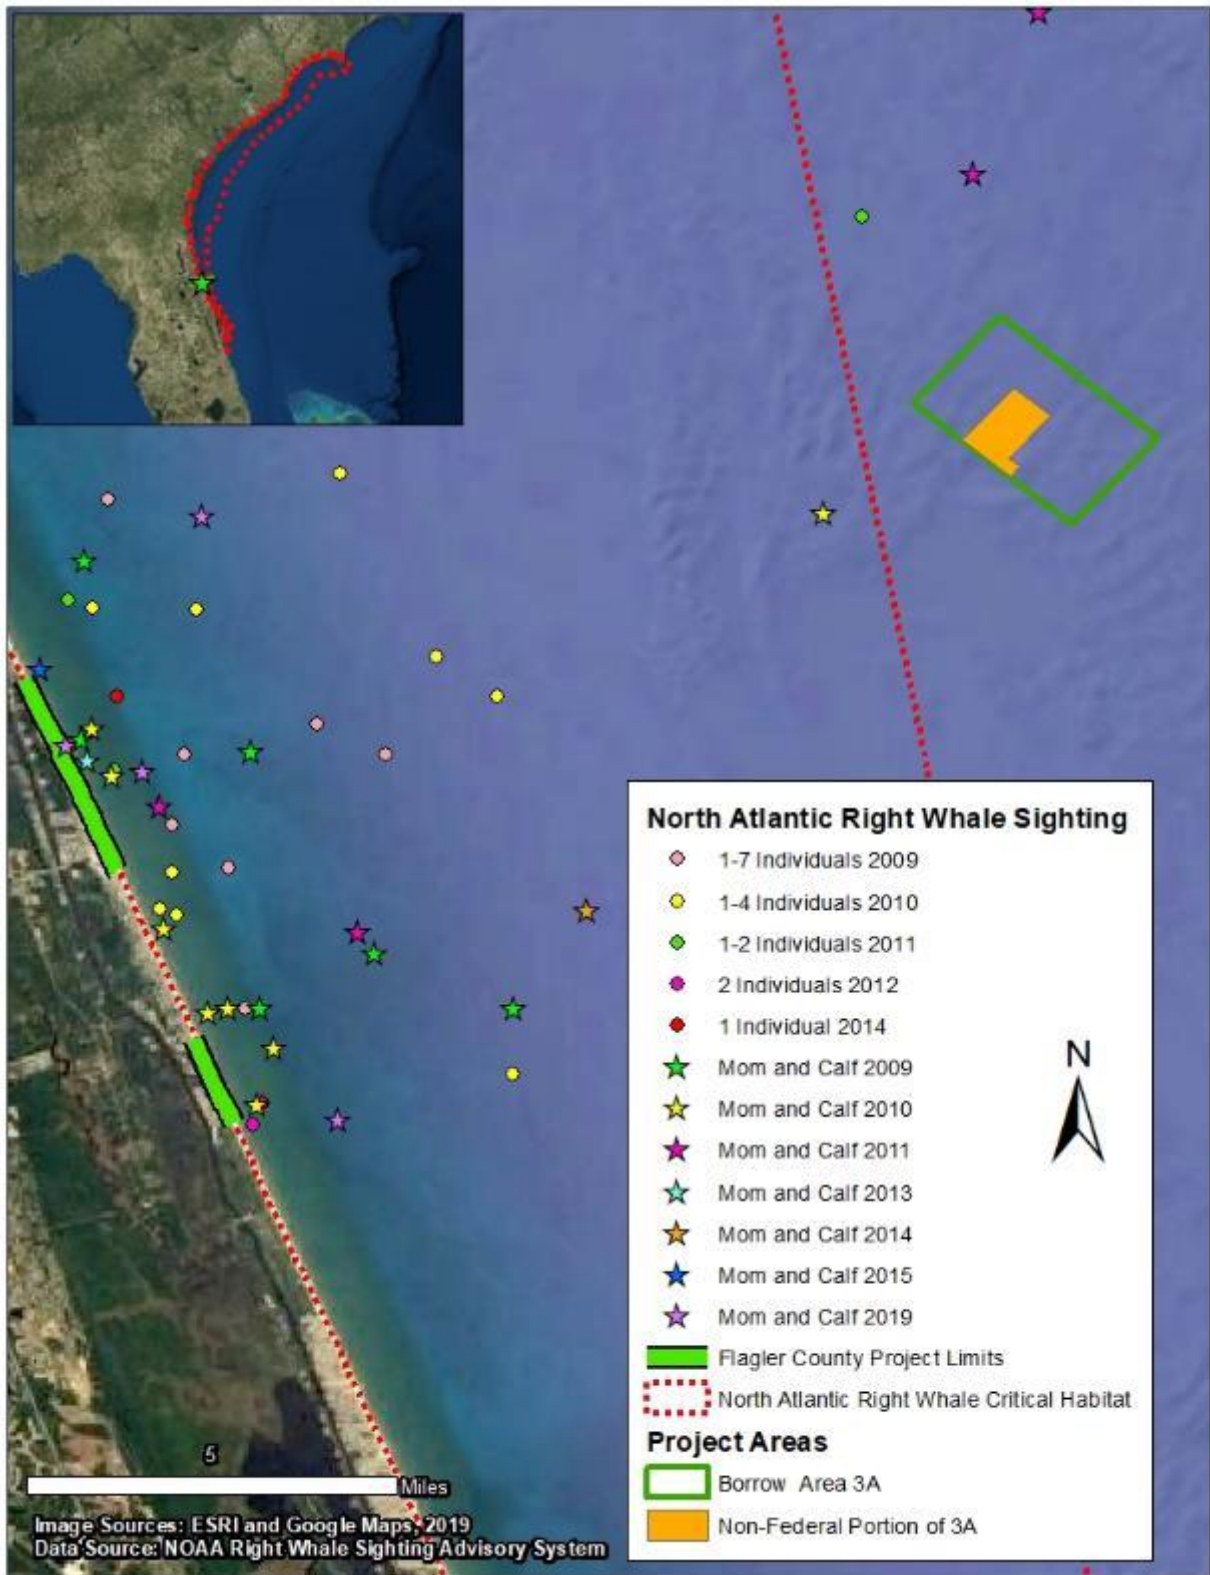 North Atlantic Right Whale Sighting
1-7 Individuals 2009
1-4 Individuals 2010
1-2 Individuals 2011
2 Individuals 2012
1 Individual 2014
Mom and Calf 2009
Mom and Calf 2010
Mom and Calf 2011
Mom and Calf 2013
Mom and Calf 2014
Mom and Calf 2015
Mom and Calf 2019
Flagler County Project Limits
North Atlantic Right Whale Critical Habitat
Project Areas
Borrow Area 3A
Non-Federal Portion of 3A
N
5
Miles
Image Sources: ESRI and Google Maps, 2019
Data Source: NOAA Right Whale Sighting Advisory System